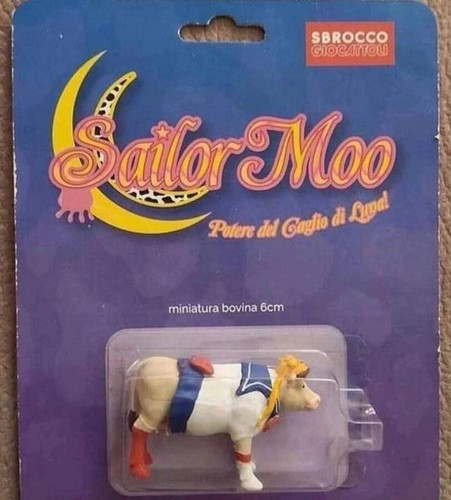 SBROCCO
GIOCATTOLI
Sailor Moo
Potere del Caglio di Luna!
miniatura bovina 6cm